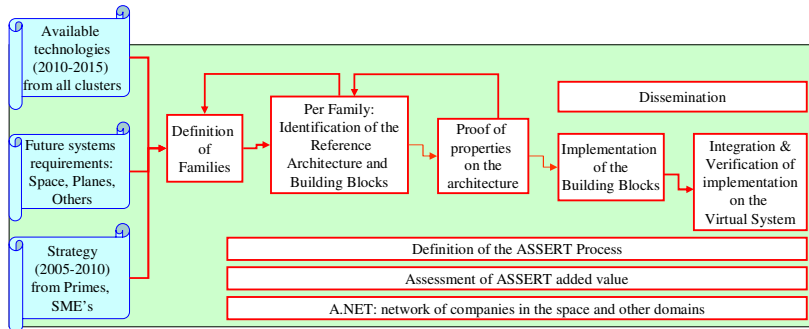 Available
technologies
(2010-2015)
from all clusters
Future systems
requirements:
Space, Planes,
Others
Strategy
(2005-2010)
from Primes,
SME's
Definition
of
Families
Per Family:
Identification of the
Reference
Architecture and
Building Blocks
Proof of
properties
on the
architecture
Dissemination
Implementation
of the
Building Blocks
Integration &
Verification of
implementation
on the
Virtual System
Definition of the ASSERT Process
Assessment of ASSERT added value
A.NET: network of companies in the space and other domains